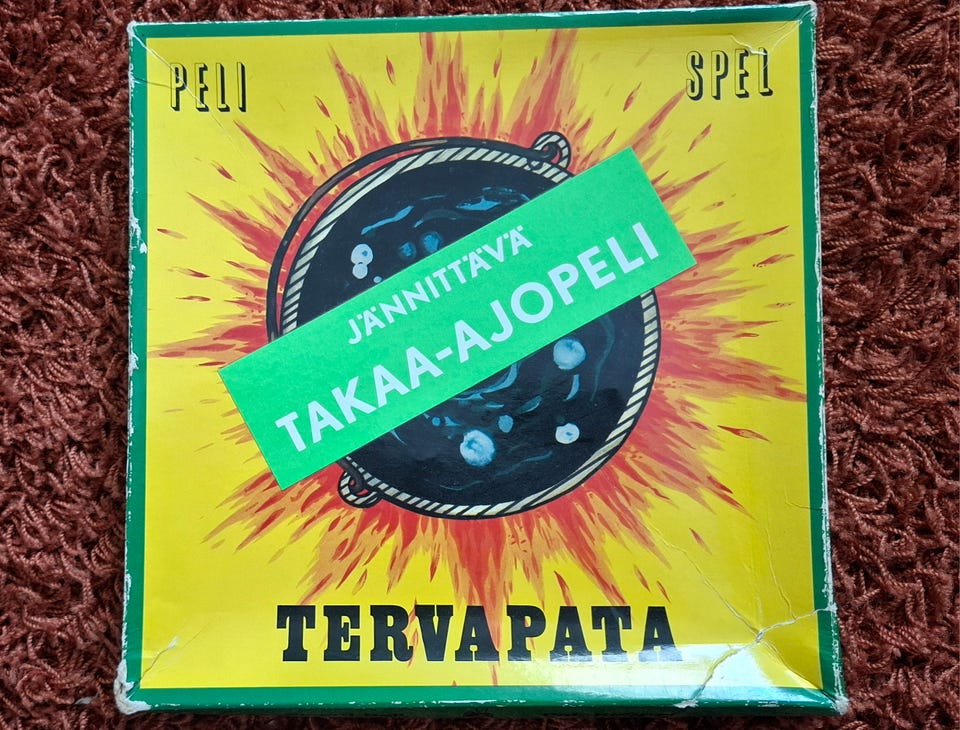 PELI
SPEL
JÄNNITTÄVÄ
TAKAA-AJOPELI
TERVAPATA